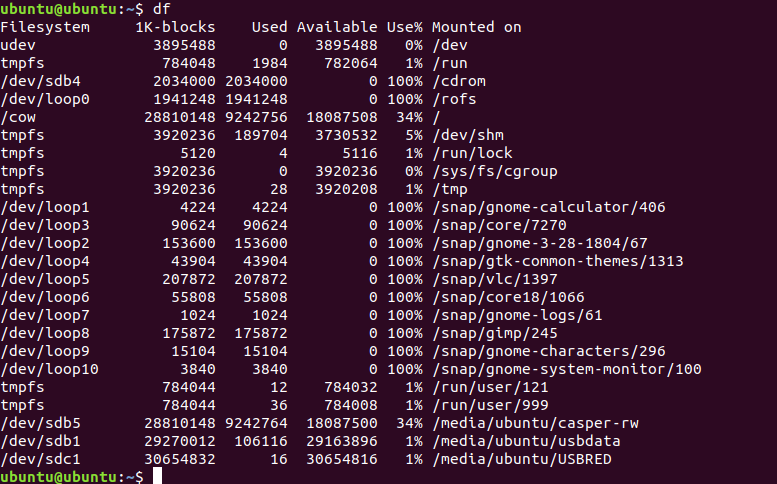 ubuntu@ubuntu:~$ df
Filesystem     1K-blocks    Used Available Use% Mounted on
udev             3895488       0   3895488   0% /dev
tmpfs             784048    1984    782064   1% /run
/dev/sdb4        2034000 2034000         0 100% /cdrom
/dev/loop0       1941248 1941248         0 100% /rofs
/cow            28810148 9242756  18087508  34% /
tmpfs            3920236  189704   3730532   5% /dev/shm
tmpfs               5120       4      5116   1% /run/lock
tmpfs            3920236       0   3920236   0% /sys/fs/cgroup
tmpfs            3920236      28   3920208   1% /tmp
/dev/loop1          4224    4224         0 100% /snap/gnome-calculator/406
/dev/loop3         90624   90624         0 100% /snap/core/7270
/dev/loop2        153600  153600         0 100% /snap/gnome-3-28-1804/67
/dev/loop4         43904   43904         0 100% /snap/gtk-common-themes/1313
/dev/loop5        207872  207872         0 100% /snap/vlc/1397
/dev/loop6         55808   55808         0 100% /snap/core18/1066
/dev/loop7          1024    1024         0 100% /snap/gnome-logs/61
/dev/loop8        175872  175872         0 100% /snap/gimp/245
/dev/loop9         15104   15104         0 100% /snap/gnome-characters/296
/dev/loop10         3840    3840         0 100% /snap/gnome-system-monitor/100
tmpfs             784044      12    784032   1% /run/user/121
tmpfs             784044      36    784008   1% /run/user/999
/dev/sdb5       28810148 9242764  18087500  34% /media/ubuntu/casper-rw
/dev/sdb1       29270012  106116  29163896   1% /media/ubuntu/usbdata
/dev/sdc1       30654832      16  30654816   1% /media/ubuntu/USBRED
ubuntu@ubuntu:~$